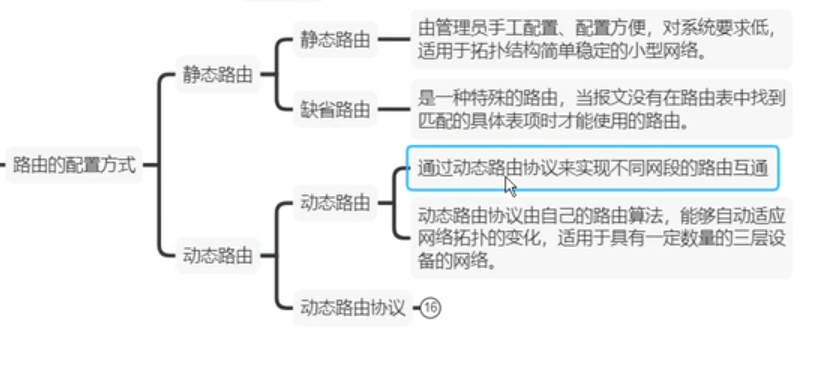 静态路由
由管理员手工配置、配置方便，对系统要求低，
适用于拓扑结构简单稳定的小型网络。
静态路由
缺省路由
是一种特殊的路由，当报文没有在路由表中找到
匹配的具体表项时才能使用的路由。
路由的配置方式
通过动态路由协议来实现不同网段的路由互通
动态路由
动态路由协议由自己的路由算法，能够自动适应
网络拓扑的变化，适用于具有一定数量的三层设
备的网络。
动态路由
动态路由协议
16